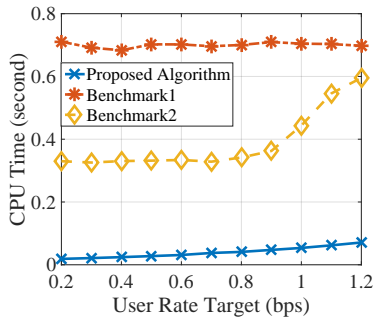 0.8
0.6
0.4
0.2
0
CPU Time (second)
Proposed Algorithm
Benchmark1
Benchmark2
0.2 0.4 0.6 0.8 1 1.2
User Rate Target (bps)